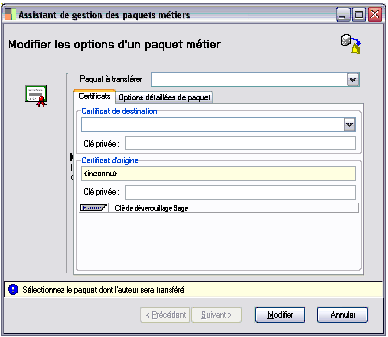 Assistant de gestion des paquets métiers
Modifier les options d'un paquet métier
Paquet à transférer
Certificats Options détaillées de paquet
Certificat de destination
Clé privée :
Certificat d'origine
<inconnu>
Clé privée :
Clé de déverouillage Sage
Sélectionnez le paquet dont l'auteur sera transféré
< Précédent Suivant > Modifier Annuler